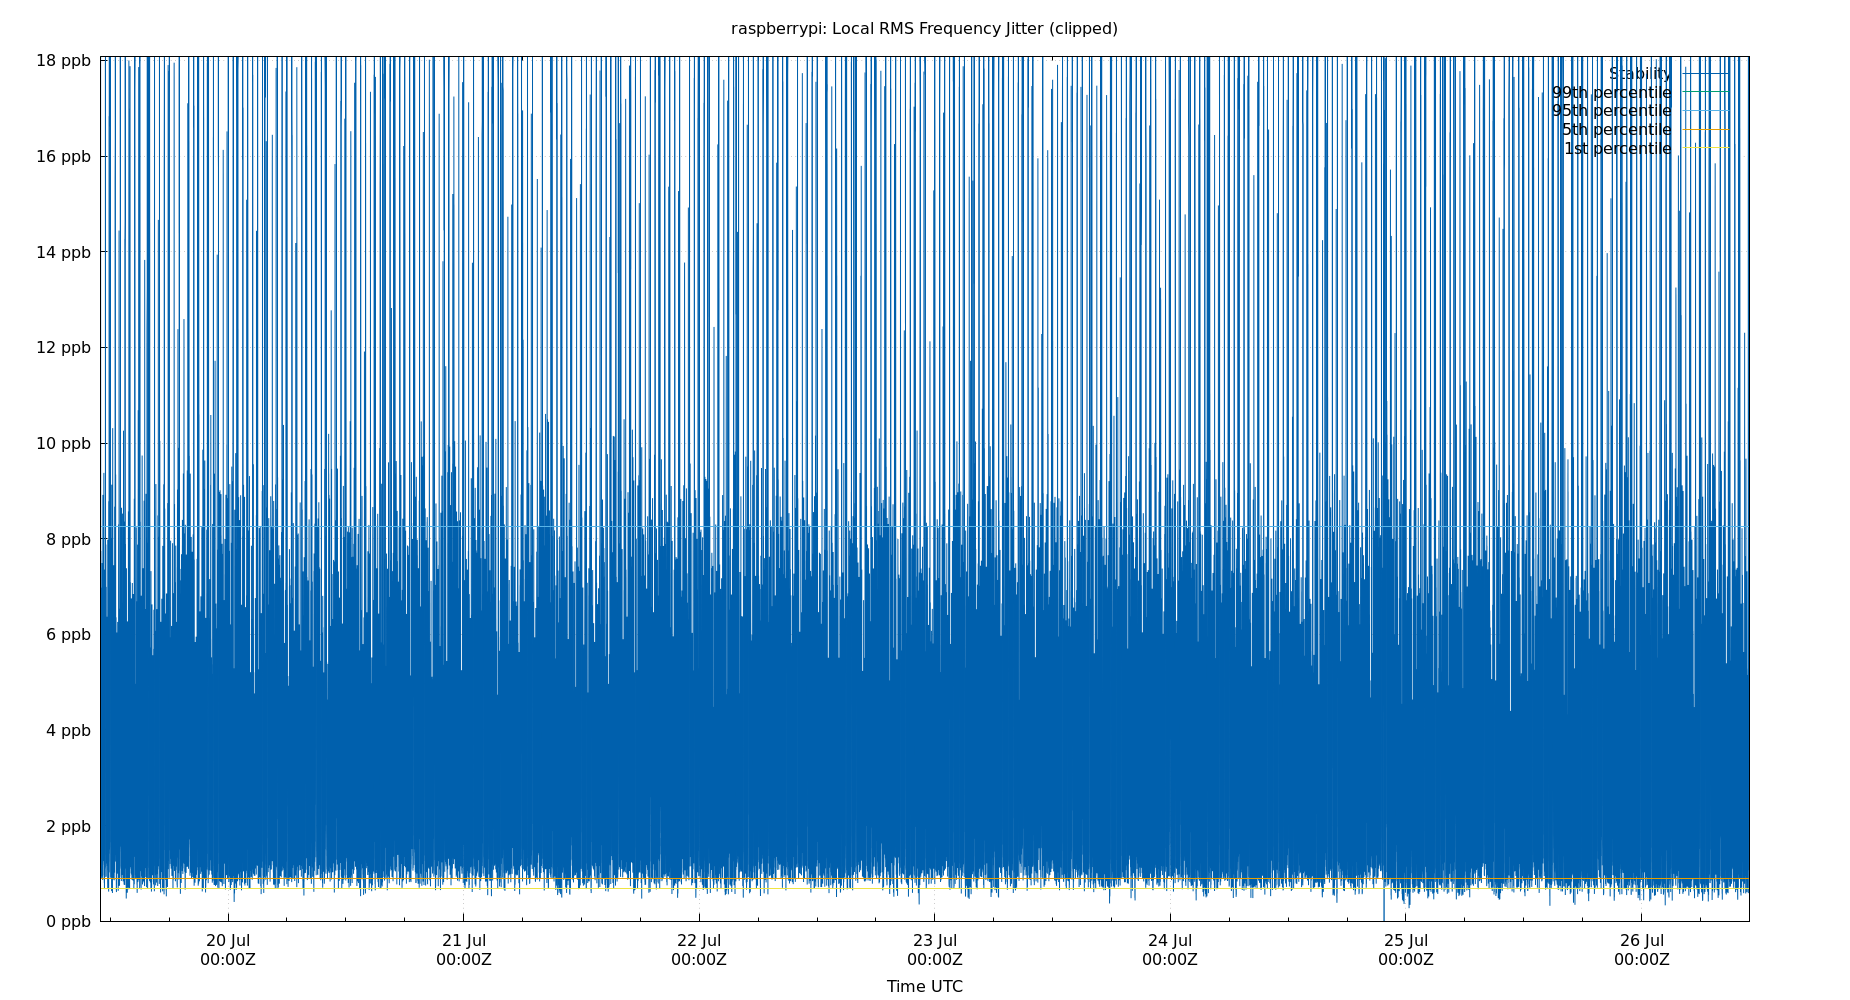 raspberrypi: Local RMS Frequency Jitter (clipped)
18 ppb
16 ppb
14 ppb
12 ppb
10 ppb
8 ppb
6 ppb
4 ppb
2 ppb
0 ppb
Stability
99th percentile
95th percentile
5th percentile
1st percentile
20 Jul
00:00Z
21 Jul
00:00Z
22 Jul
00:00Z
23 Jul
00:00Z
24 Jul
00:00Z
25 Jul
00:00Z
26 Jul
00:00Z
Time UTC